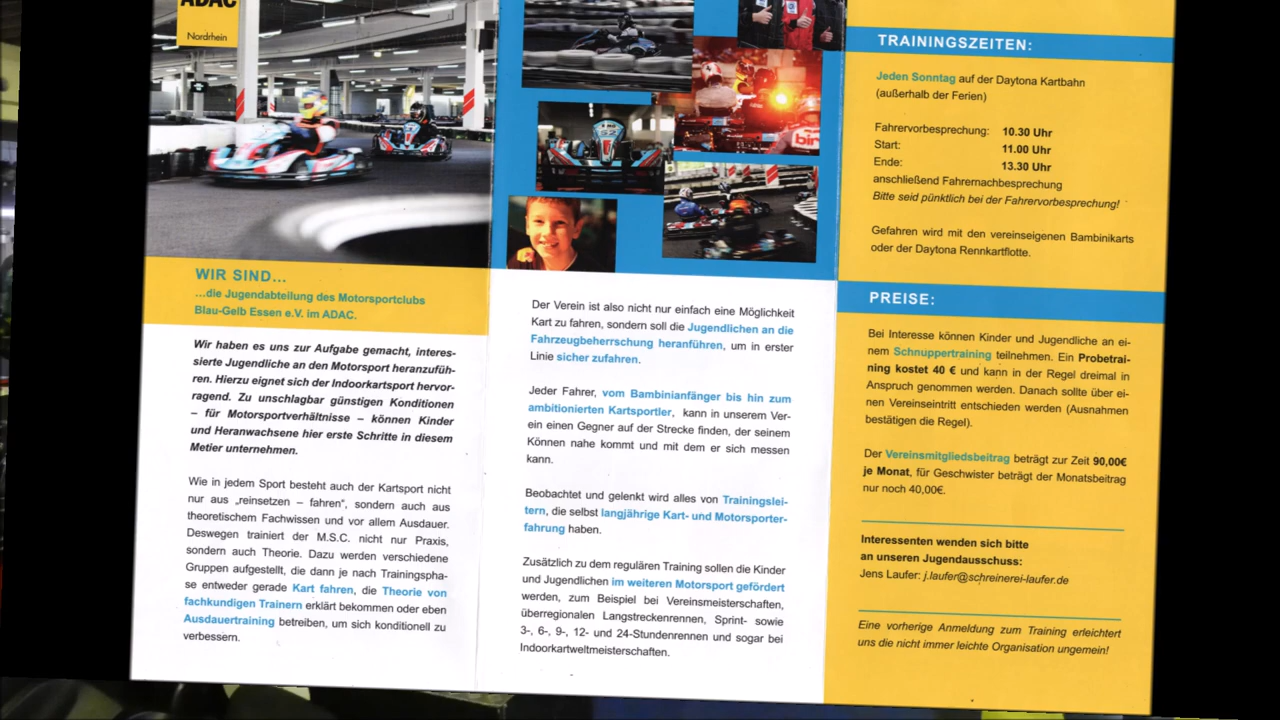 ADAC
Nordrhein
WIR SIND...
...die Jugendabteilung des Motorsportclubs
Blau-Gelb Essen e.V. im ADAC.
Wir haben es uns zur Aufgabe gemacht, interes-
sierte Jugendliche an den Motorsport heranzufüh-
ren. Hierzu eignet sich der Indoorkartsport hervor-
ragend. Zu unschlagbar günstigen Konditionen
– für Motorsportverhältnisse – können Kinder
und Heranwachsene hier erste Schritte in diesem
Metier unternehmen.
Wie in jedem Sport besteht auch der Kartsport nicht
nur aus „reinsetzen – fahren“, sondern auch aus
theoretischem Fachwissen und vor allem Ausdauer.
Deswegen trainiert der M.S.C. nicht nur Praxis,
sondern auch Theorie. Dazu werden verschiedene
Gruppen aufgestellt, die dann je nach Trainingspha-
se entweder gerade Kart fahren, die Theorie von
fachkundigen Trainern erklärt bekommen oder eben
Ausdauertraining betreiben, um sich konditionell zu
verbessern.
Der Verein ist also nicht nur einfach eine Möglichkeit
Kart zu fahren, sondern soll die Jugendlichen an die
Fahrzeugbeherrschung heranführen, um in erster
Linie sicher zufahren.
Jeder Fahrer, vom Bambinianfänger bis hin zum
ambitionierten Kartsportler, kann in unserem Ver-
ein einen Gegner auf der Strecke finden, der seinem
Können nahe kommt und mit dem er sich messen
kann.
Beobachtet und gelenkt wird alles von Trainingslei-
tern, die selbst langjährige Kart- und Motorsporter-
fahrung haben.
Zusätzlich zu dem regulären Training sollen die Kinder
und Jugendlichen im weiteren Motorsport gefördert
werden, zum Beispiel bei Vereinsmeisterschaften,
überregionalen Langstreckenrennen, Sprint- sowie
3-, 6-, 9-, 12- und 24-Stundenrennen und sogar bei
Indoorkartweltmeisterschaften.
TRAININGSZEITEN:
Jeden Sonntag auf der Daytona Kartbahn
(außerhalb der Ferien)
Fahrervorbesprechung: 10.30 Uhr
Start: 11.00 Uhr
Ende: 13.30 Uhr
anschließend Fahrernachbesprechung
Bitte seid pünktlich bei der Fahrervorbesprechung!
Gefahren wird mit den vereinseigenen Bambinikarts
oder der Daytona Rennkartflotte.
PREISE:
Bei Interesse können Kinder und Jugendliche an ei-
nem Schnuppertraining teilnehmen. Ein Probetrai-
ning kostet 40 € und kann in der Regel dreimal in
Anspruch genommen werden. Danach sollte über ei-
nen Vereinseintritt entschieden werden (Ausnahmen
bestätigen die Regel).
Der Vereinsmitgliedsbeitrag beträgt zur Zeit 90,00€
je Monat, für Geschwister beträgt der Monatsbeitrag
nur noch 40,00€.
Interessenten wenden sich bitte
an unseren Jugendausschuss:
Jens Laufer: j.laufer@schreinerei-laufer.de
Eine vorherige Anmeldung zum Training erleichtert
uns die nicht immer leichte Organisation ungemein!